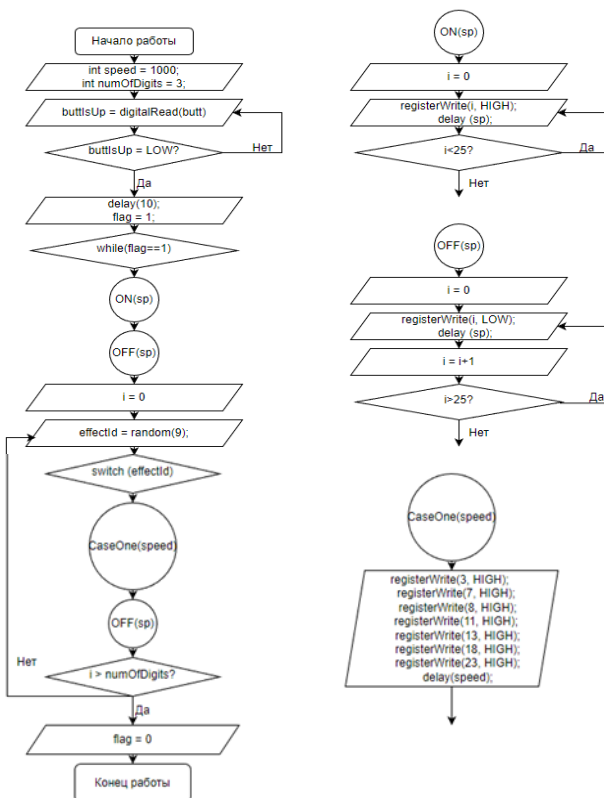 Начало работы
int speed = 1000;
int numOfDigits = 3;
buttIsUp = digitalRead(butt)
buttIsUp = LOW?
Нет
Да
delay(10);
flag = 1;
while(flag==1)
ON(sp)
OFF(sp)
i = 0
effectId = random(9);
switch (effectId)
CaseOne(speed)
OFF(sp)
Нет
i > numOfDigits?
Да
flag = 0
Конец работы
ON(sp)
i = 0
registerWrite(i, HIGH);
delay (sp);
i<25?
Да
Нет
OFF(sp)
i = 0
registerWrite(i, LOW);
delay (sp);
i = i+1
i>25?
Да
Нет
CaseOne(speed)
registerWrite(3, HIGH);
registerWrite(7, HIGH);
registerWrite(8, HIGH);
registerWrite(11, HIGH);
registerWrite(13, HIGH);
registerWrite(18, HIGH);
registerWrite(23, HIGH);
delay(speed);